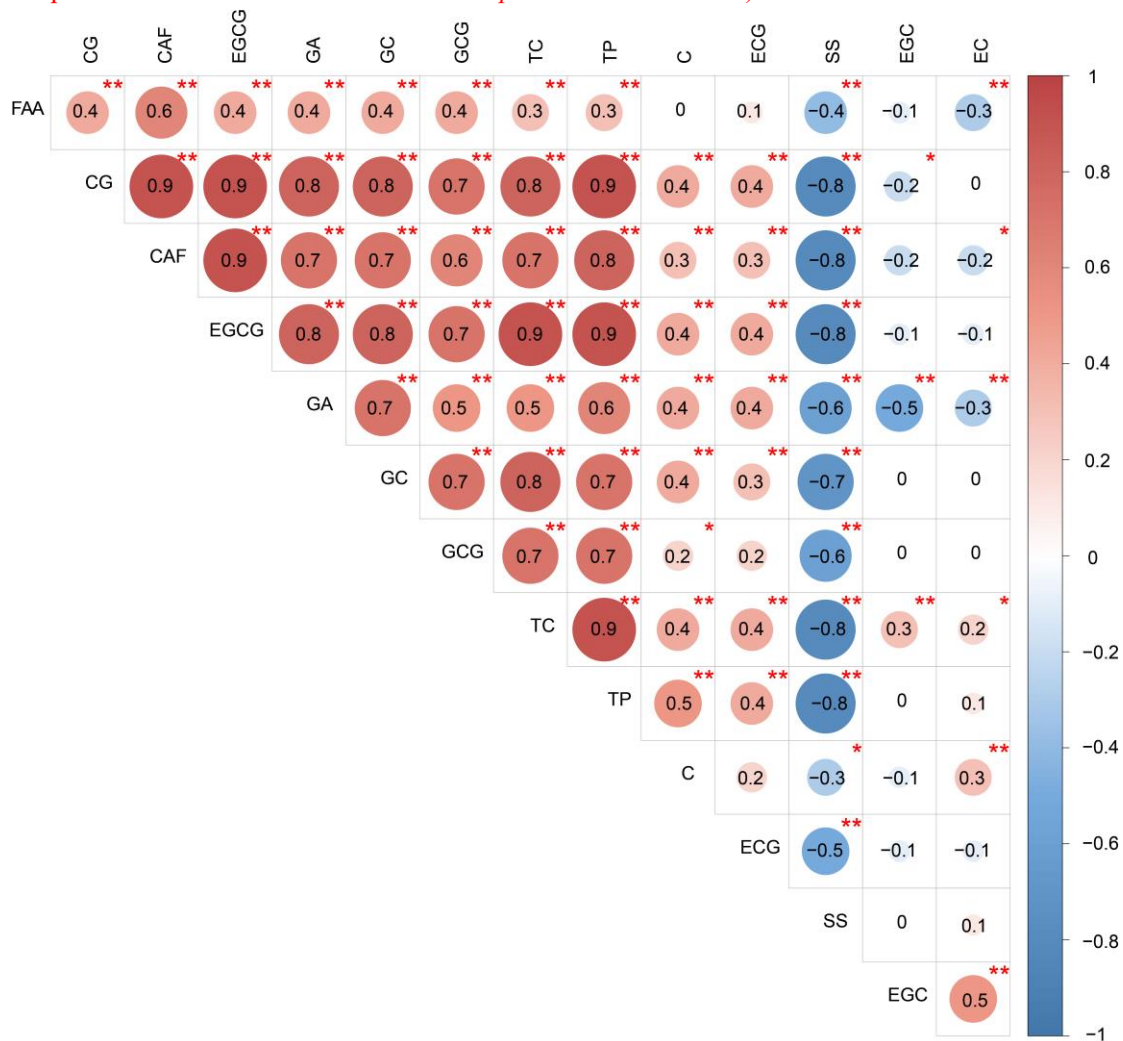 CG CAF EGCG GA GC GCG TC TP C ECG SS EGC EC
** ** ** ** ** ** ** ** ** **
FAA 0.4 0.6 0.4 0.4 0.4 0.4 0.3 0.3 0 0.1 −0.4 −0.1 −0.3
** ** ** ** ** ** ** ** ** ** *
CG 0.9 0.9 0.8 0.8 0.7 0.8 0.9 0.4 0.4 −0.8 −0.2 0
** ** ** ** ** ** ** ** ** *
CAF 0.9 0.7 0.7 0.6 0.7 0.8 0.3 0.3 −0.8 −0.2 −0.2
** ** ** ** ** ** ** **
EGCG 0.8 0.8 0.7 0.9 0.9 0.4 0.4 −0.8 −0.1 −0.1
** ** ** ** ** ** ** ** **
GA 0.7 0.5 0.5 0.6 0.4 0.4 −0.6 −0.5 −0.3
** ** ** ** ** **
GC 0.7 0.8 0.7 0.4 0.3 −0.7 0 0
** ** * **
GCG 0.7 0.7 0.2 0.2 −0.6 0 0
** ** ** ** ** *
TC 0.9 0.4 0.4 −0.8 0.3 0.2
** ** **
TP 0.5 0.4 −0.8 0 0.1
* **
C 0.2 −0.3 −0.1 0.3
**
ECG −0.5 −0.1 −0.1
SS 0 0.1
**
EGC 0.5
1
0.8
0.6
0.4
0.2
0
−0.2
−0.4
−0.6
−0.8
−1